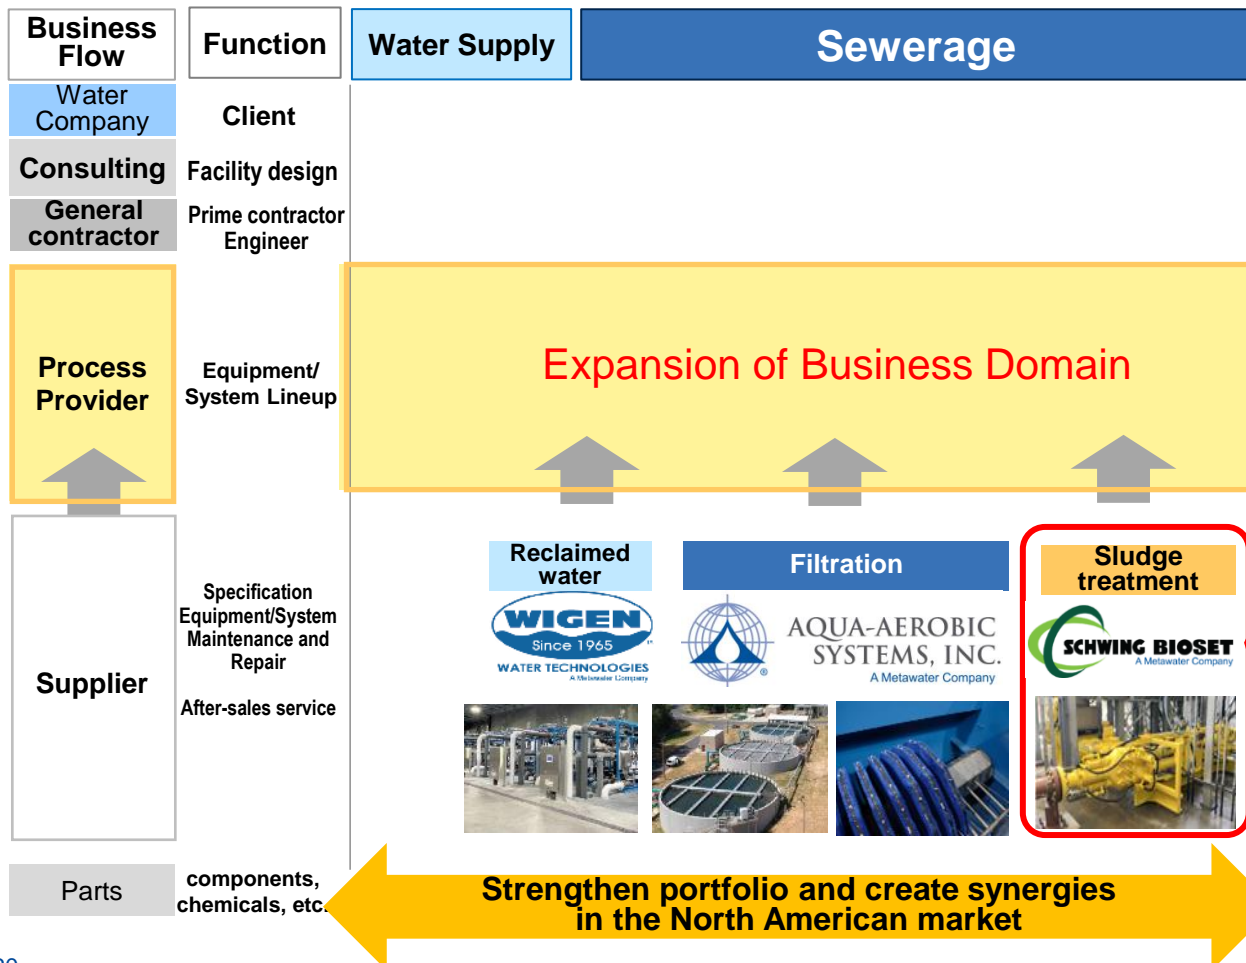 Business
Flow
Function
Water Supply
Sewerage
Water
Company
Client
Consulting
Facility design
General
contractor
Prime contractor
Engineer
Process
Provider
Equipment/
System Lineup
Expansion of Business Domain
Supplier
Specification
Equipment/System
Maintenance and
Repair
After-sales service
Reclaimed
water
WIGEN
Since 1965
WATER TECHNOLOGIES
A Metawater Company
Filtration
AQUA-AEROBIC
SYSTEMS, INC.
A Metawater Company
Sludge
treatment
SCHWING BIOSET
A Metawater Company
Parts
components,
chemicals, etc.
Strengthen portfolio and create synergies
in the North American market